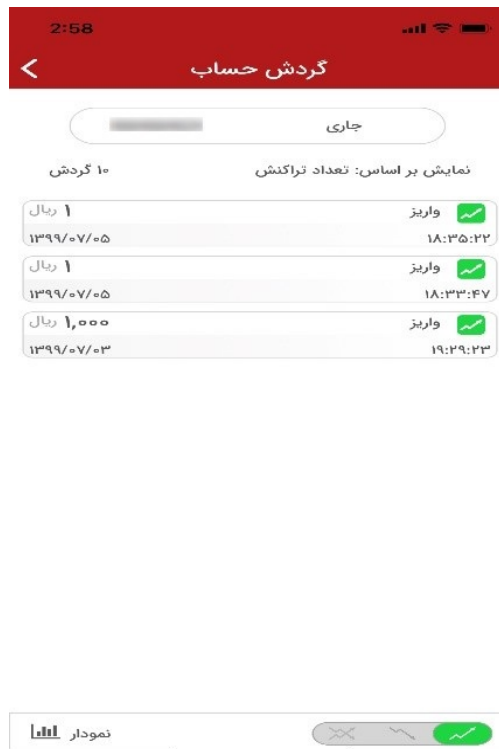 2:58
گردش حساب
جاری
نمایش بر اساس: تعداد تراکنش ۱۰ گردش
واریز ۱ ریال
۱۸:۳۵:۲۲ ۱۳۹۹/۰۷/۰۵
واریز ۱ ریال
۱۸:۳۳:۴۷ ۱۳۹۹/۰۷/۰۵
واریز ۱,۰۰۰ ریال
۱۹:۲۹:۲۳ ۱۳۹۹/۰۷/۰۳
نمودار